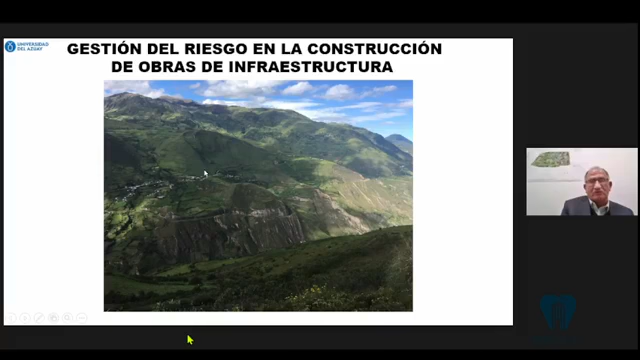 UNIVERSIDAD
DEL AZUAY
GESTIÓN DEL RIESGO EN LA CONSTRUCCIÓN
DE OBRAS DE INFRAESTRUCTURA